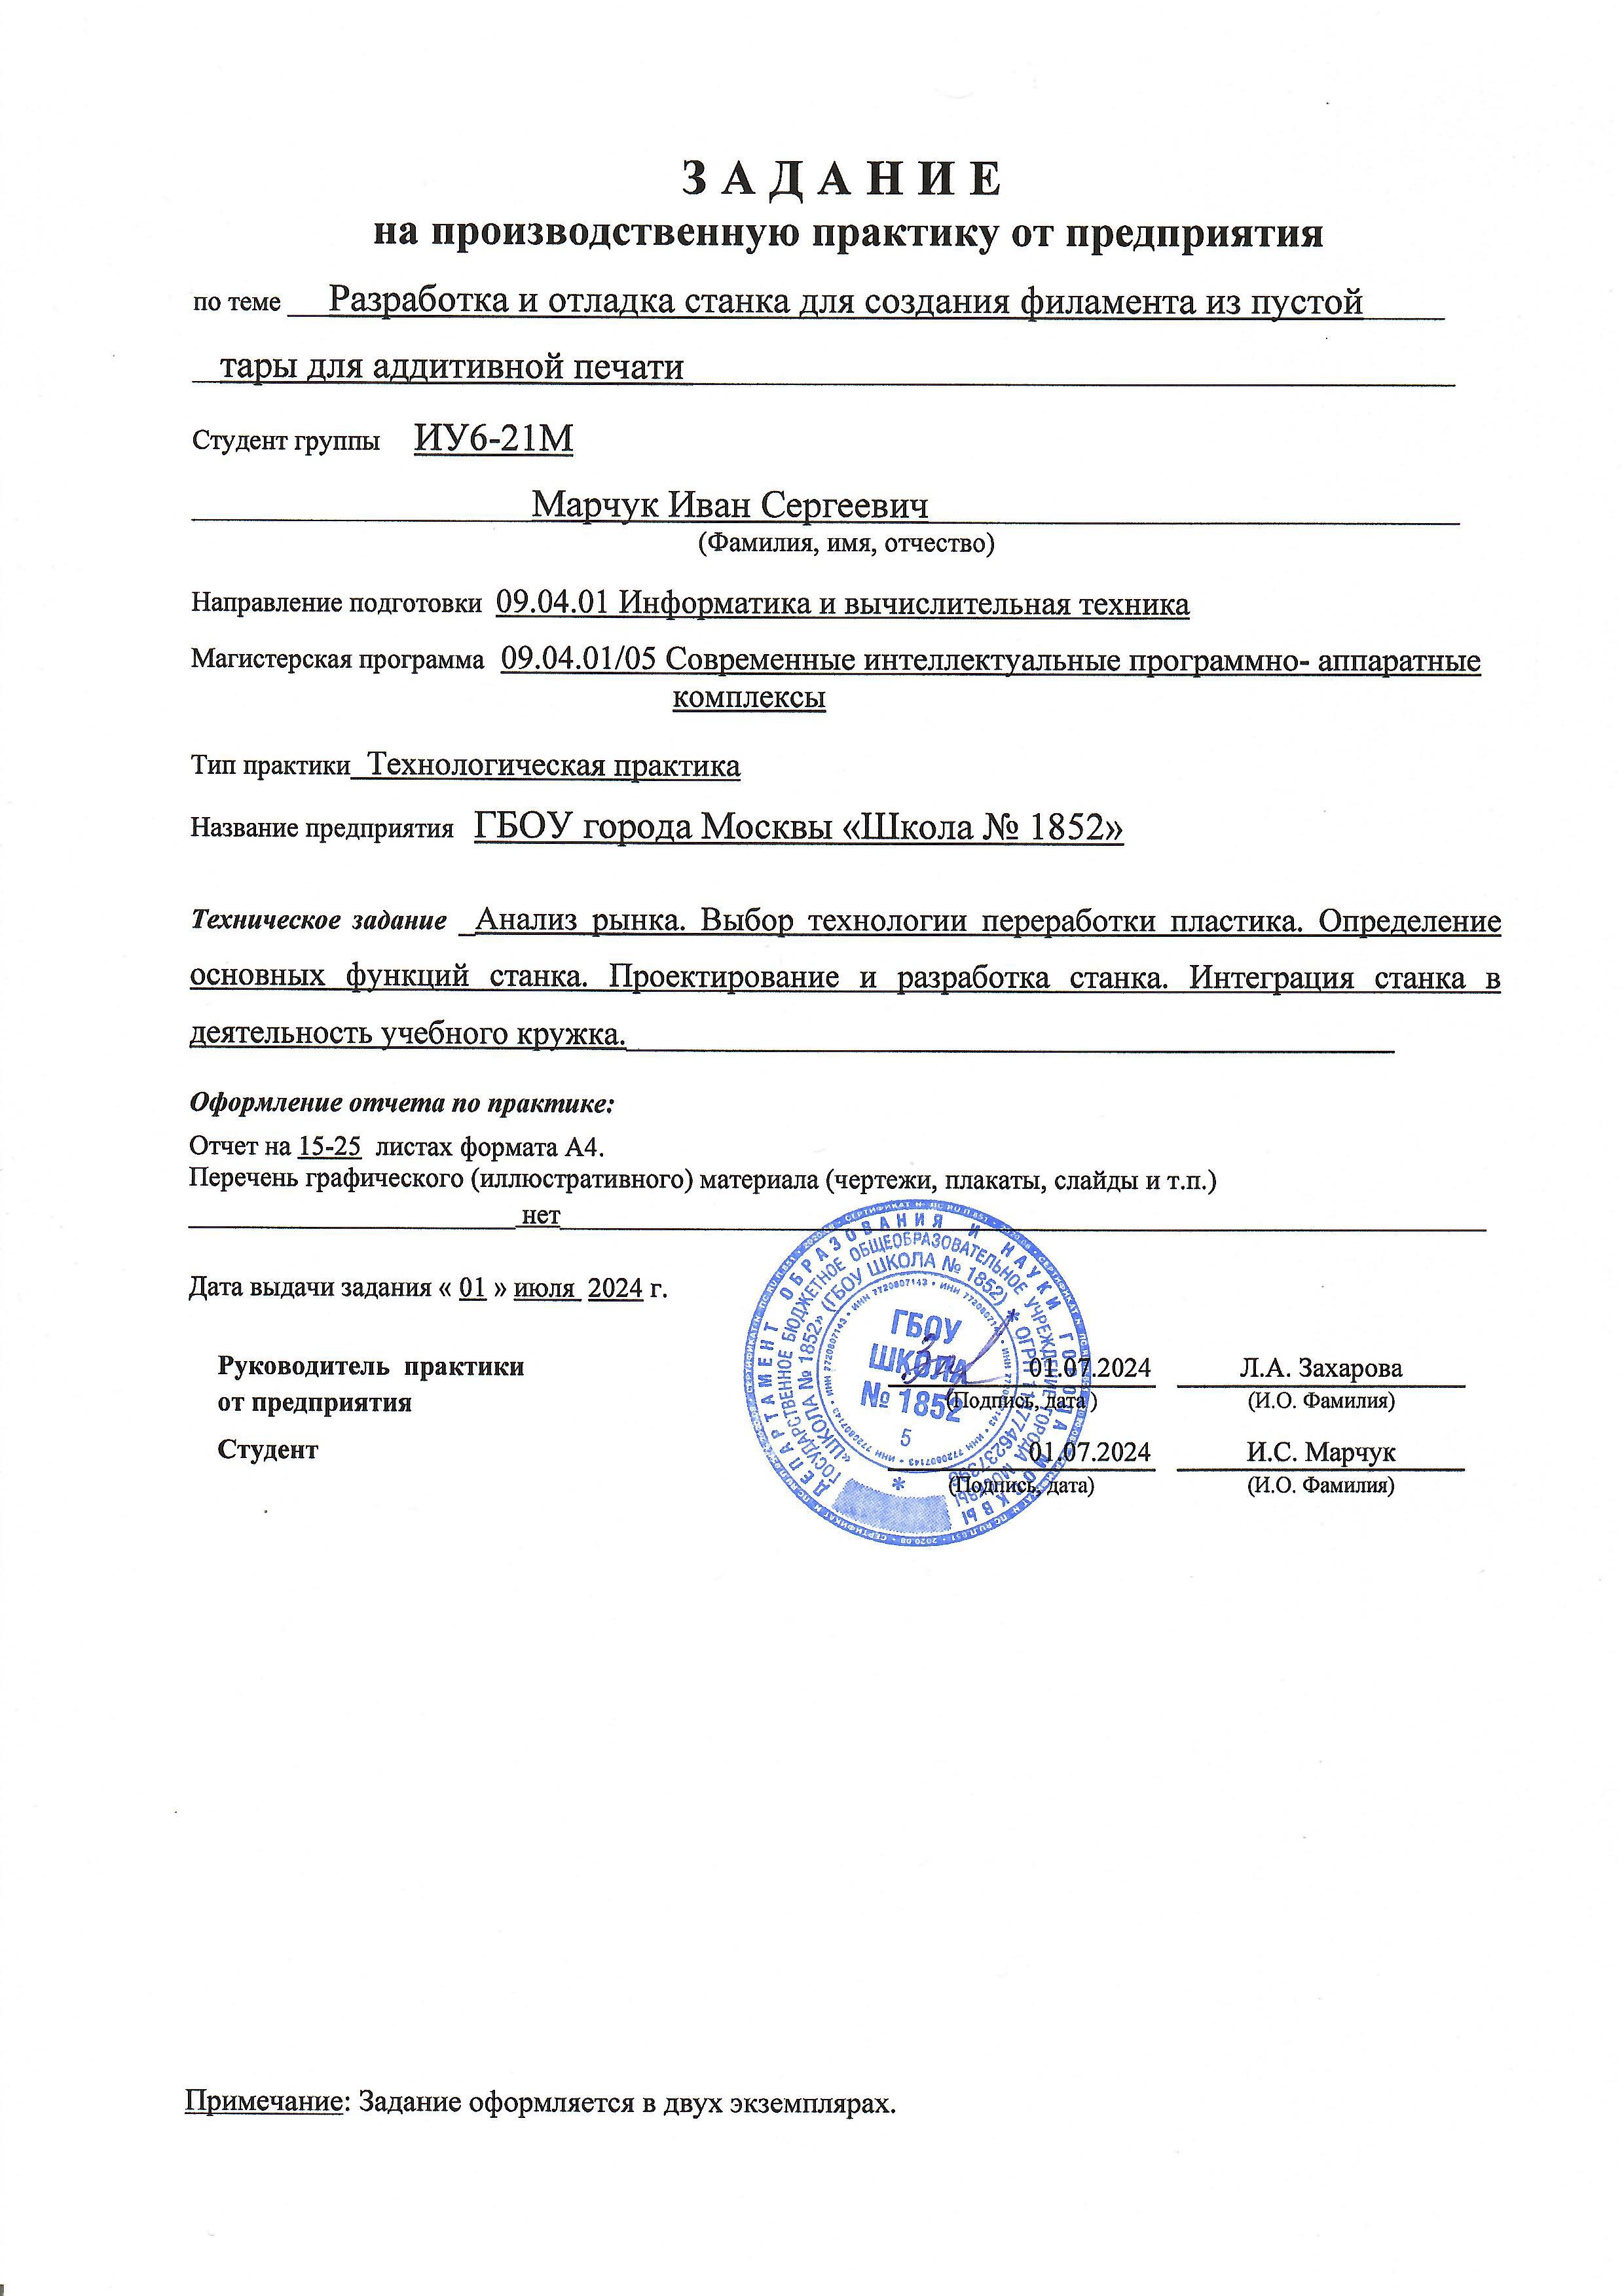 З А Д А Н И Е
на производственную практику от предприятия
по теме Разработка и отладка станка для создания филамента из пустой
тары для аддитивной печати
Студент группы ИУ6-21М
Марчук Иван Сергеевич
(Фамилия, имя, отчество)
Направление подготовки 09.04.01 Информатика и вычислительная техника
Магистерская программа 09.04.01/05 Современные интеллектуальные программно- аппаратные
комплексы
Тип практики Технологическая практика
Название предприятия ГБОУ города Москвы «Школа № 1852»
Техническое задание Анализ рынка. Выбор технологии переработки пластика. Определение
основных функций станка. Проектирование и разработка станка. Интеграция станка в
деятельность учебного кружка.
Оформление отчета по практике:
Отчет на 15-25 листах формата А4.
Перечень графического (иллюстративного) материала (чертежи, плакаты, слайды и т.п.)
нет
Дата выдачи задания « 01 » июля 2024 г.
ДЕПАРТАМЕНТ ОБРАЗОВАНИЯ И НАУКИ ГОРОДА МОСКВЫ
ГОСУДАРСТВЕННОЕ БЮДЖЕТНОЕ ОБЩЕОБРАЗОВАТЕЛЬНОЕ УЧРЕЖДЕНИЕ ГОРОДА МОСКВЫ
«ШКОЛА № 1852» (ГБОУ ШКОЛА № 1852) * ОГРН
ИНН 7720807143 • ИНН 7720807143
ГБОУ
ШКОЛА
№ 1852
5
Руководитель практики 01.07.2024 Л.А. Захарова
от предприятия (Подпись, дата ) (И.О. Фамилия)
Студент 01.07.2024 И.С. Марчук
(Подпись, дата) (И.О. Фамилия)
Примечание: Задание оформляется в двух экземплярах.